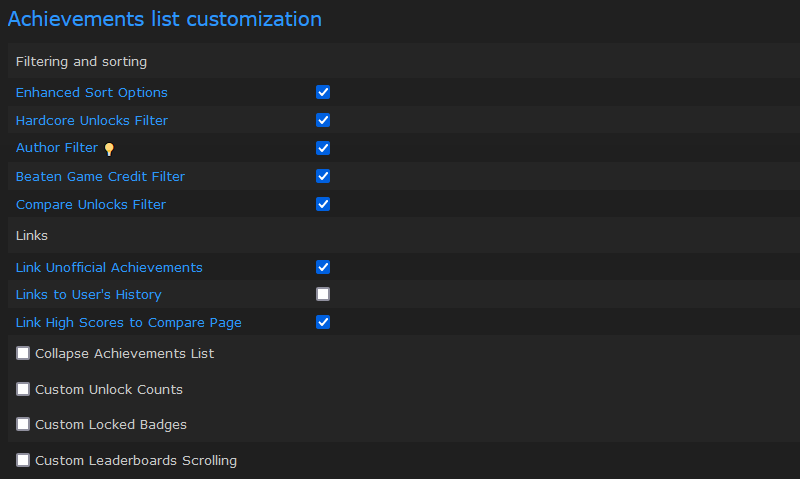 Achievements list customization
Filtering and sorting
Enhanced Sort Options
Hardcore Unlocks Filter
Author Filter
Beaten Game Credit Filter
Compare Unlocks Filter
Links
Link Unofficial Achievements
Links to User's History
Link High Scores to Compare Page
Collapse Achievements List
Custom Unlock Counts
Custom Locked Badges
Custom Leaderboards Scrolling